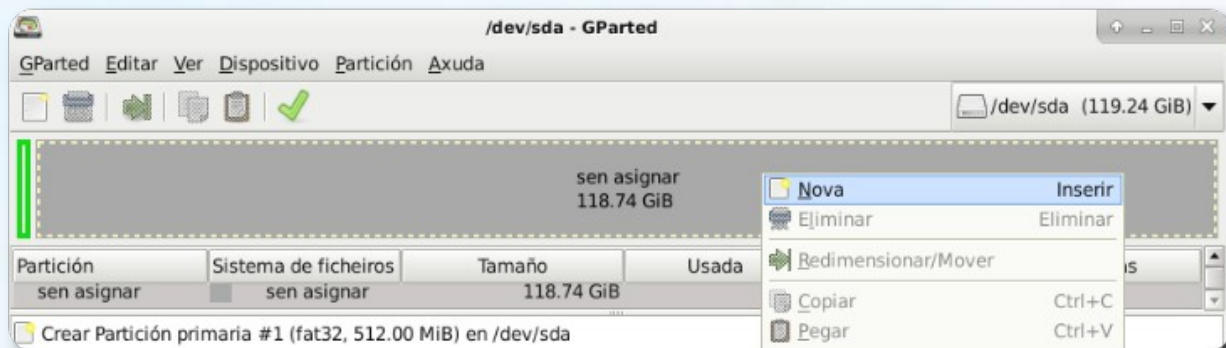 /dev/sda - GParted
GParted Editar Ver Dispositivo Partición Axuda
/dev/sda (119.24 GiB)
sen asignar
118.74 GiB
Nova Inserir
Eliminar Eliminar
Redimensionar/Mover
Copiar Ctrl+C
Pegar Ctrl+V
Partición Sistema de ficheiros Tamaño Usada
sen asignar sen asignar 118.74 GiB
Crear Partición primaria #1 (fat32, 512.00 MiB) en /dev/sda